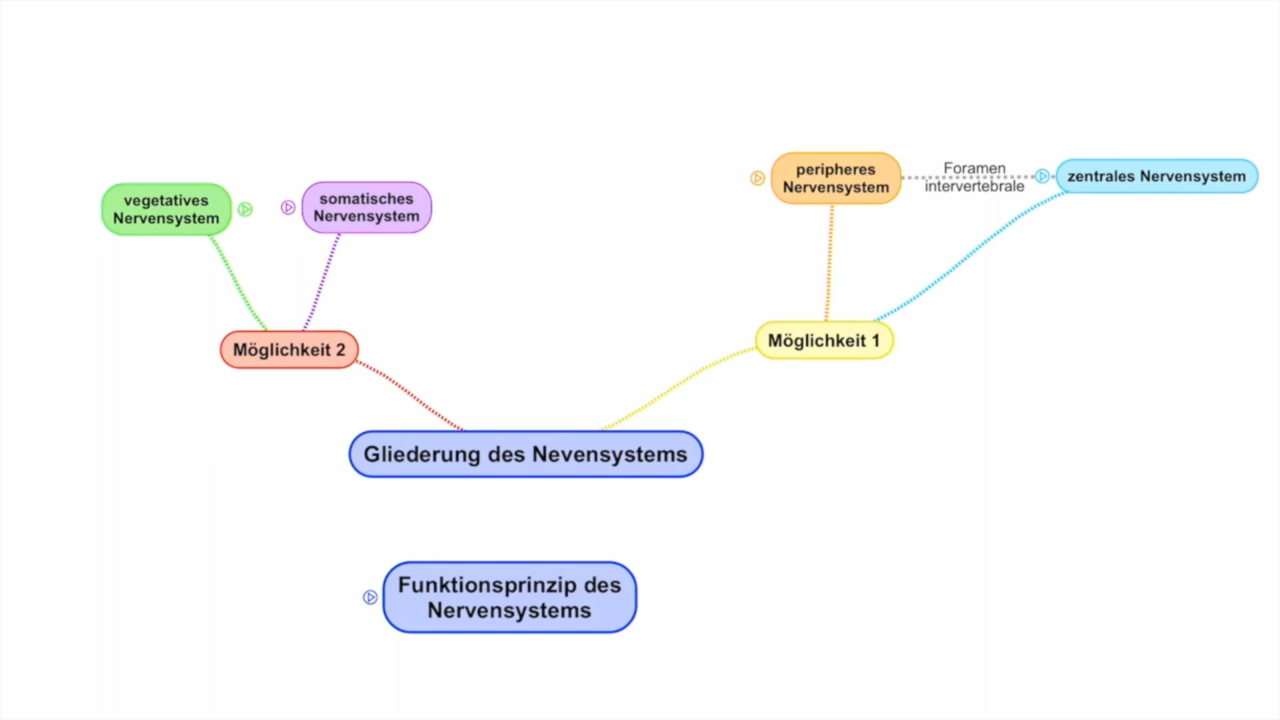 peripheres
Nervensystem
Foramen
intervertebrale
zentrales Nervensystem
vegetatives
Nervensystem
somatisches
Nervensystem
Möglichkeit 2
Möglichkeit 1
Gliederung des Nevensystems
Funktionsprinzip des
Nervensystems